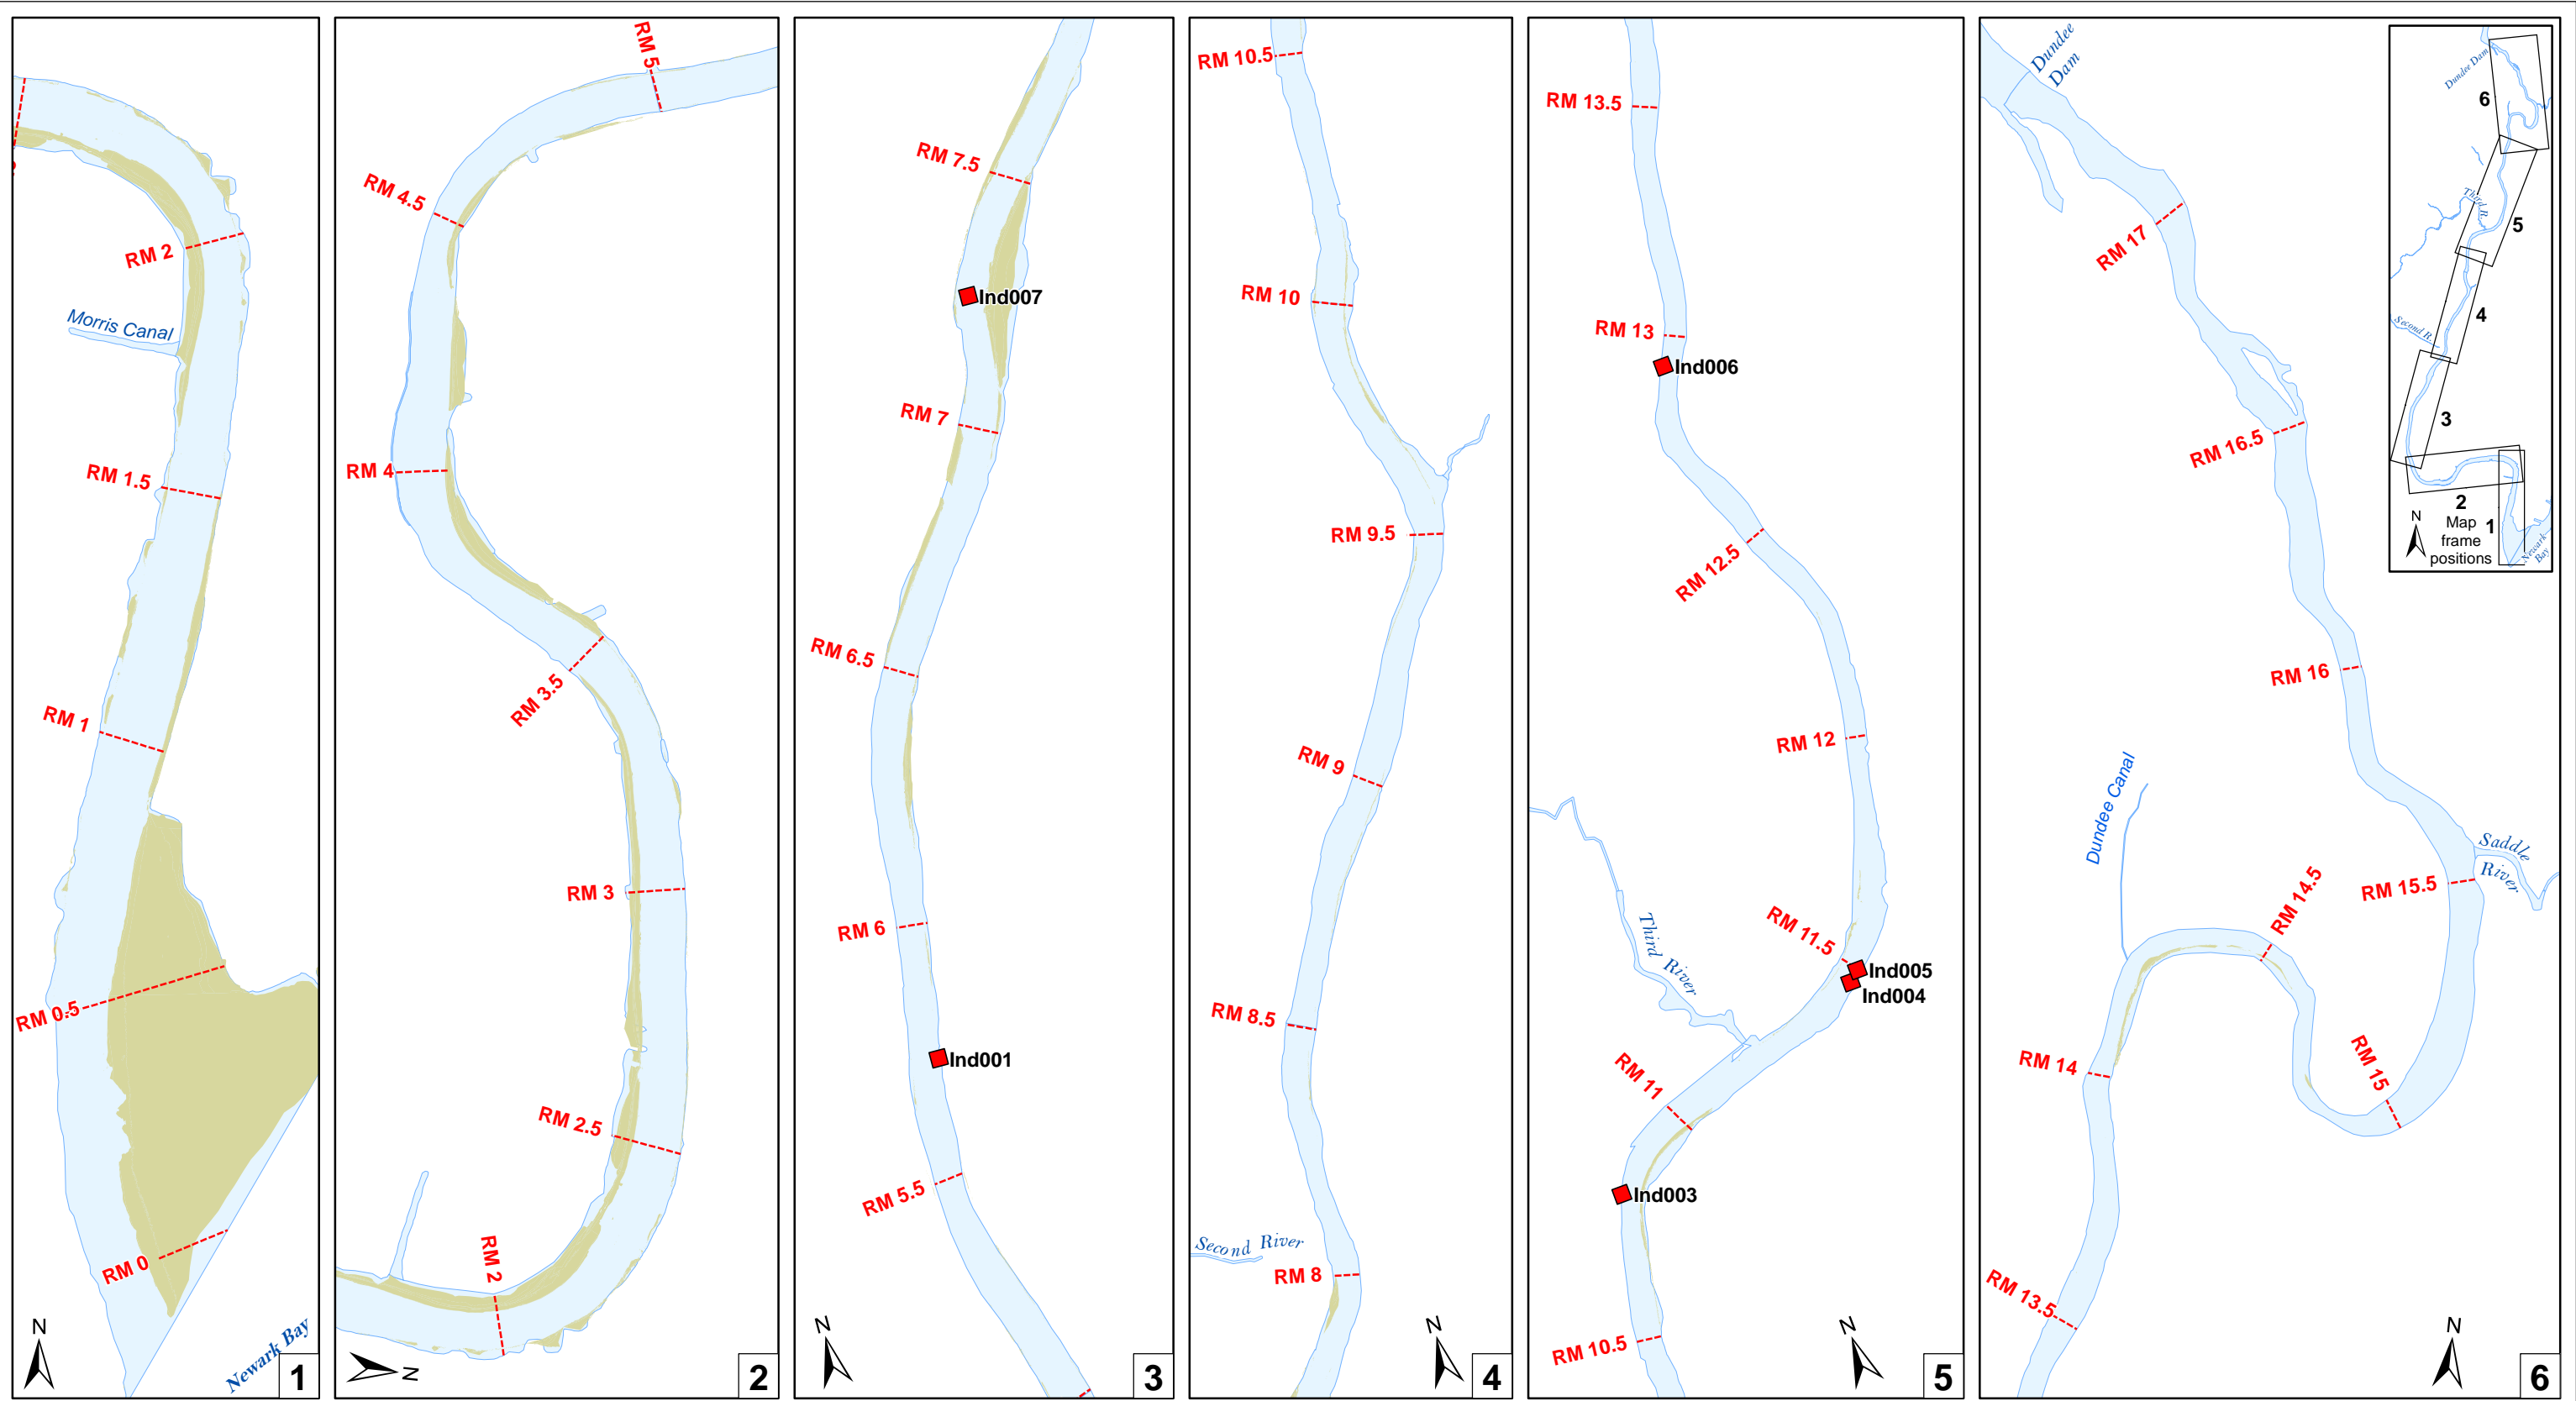 RM 2
Morris Canal
RM 1.5
RM 1
RM 0.5
RM 0
Newark Bay
N
1
RM 5
RM 4.5
RM 4
RM 3.5
RM 3
RM 2.5
RM 2
N
2
RM 7.5
Ind007
RM 7
RM 6.5
RM 6
Ind001
RM 5.5
N
3
RM 10.5
RM 10
RM 9.5
RM 9
RM 8.5
Second River
RM 8
N
4
RM 13.5
RM 13
Ind006
RM 12.5
RM 12
RM 11.5
Ind005
Ind004
Third River
RM 11
Ind003
RM 10.5
N
5
Dundee
Dam
RM 17
RM 16.5
RM 16
Dundee Canal
Saddle
River
RM 15.5
RM 14.5
RM 15
RM 14
RM 13.5
N
6
Dundee Dam
6
Third R.
5
4
Second R.
3
2
1
N
Map
frame
positions
Newark
Bay